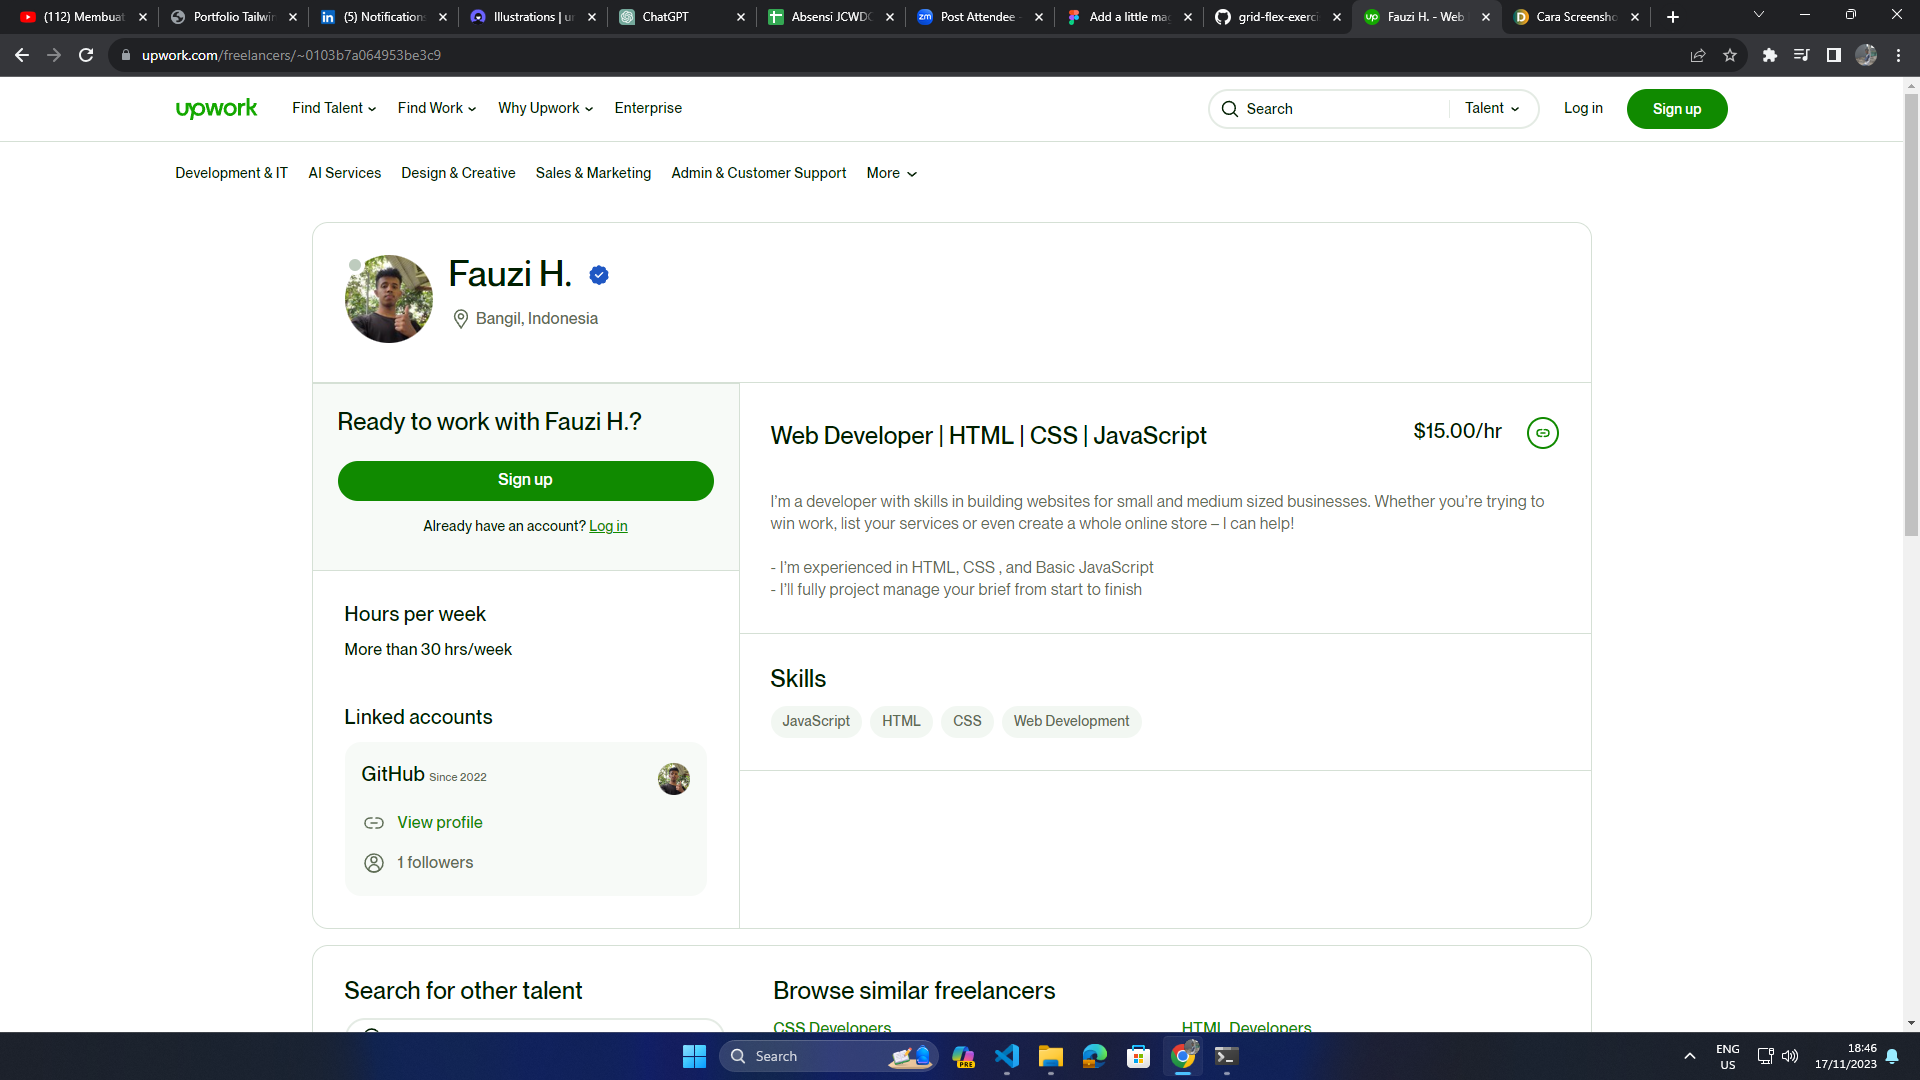 (112) Membuat
Portfolio Tailwin
(5) Notifications
Illustrations | un
ChatGPT
Absensi JCWDO
Post Attendee -
Add a little mag
grid-flex-exerci
Fauzi H. - Web
Cara Screensho
upwork.com/freelancers/~0103b7a064953be3c9
upwork
Find Talent
Find Work
Why Upwork
Enterprise
Search
Talent
Log in
Sign up
Development & IT
AI Services
Design & Creative
Sales & Marketing
Admin & Customer Support
More
Fauzi H.
Bangil, Indonesia
Ready to work with Fauzi H.?
Sign up
Already have an account? Log in
Hours per week
More than 30 hrs/week
Linked accounts
GitHub Since 2022
View profile
1 followers
Web Developer | HTML | CSS | JavaScript
$15.00/hr
I'm a developer with skills in building websites for small and medium sized businesses. Whether you're trying to
win work, list your services or even create a whole online store – I can help!
- I'm experienced in HTML, CSS , and Basic JavaScript
- I'll fully project manage your brief from start to finish
Skills
JavaScript
HTML
CSS
Web Development
Search for other talent
Browse similar freelancers
CSS Developers
HTML Developers
Search
PRE
ENG
US
18:46
17/11/2023